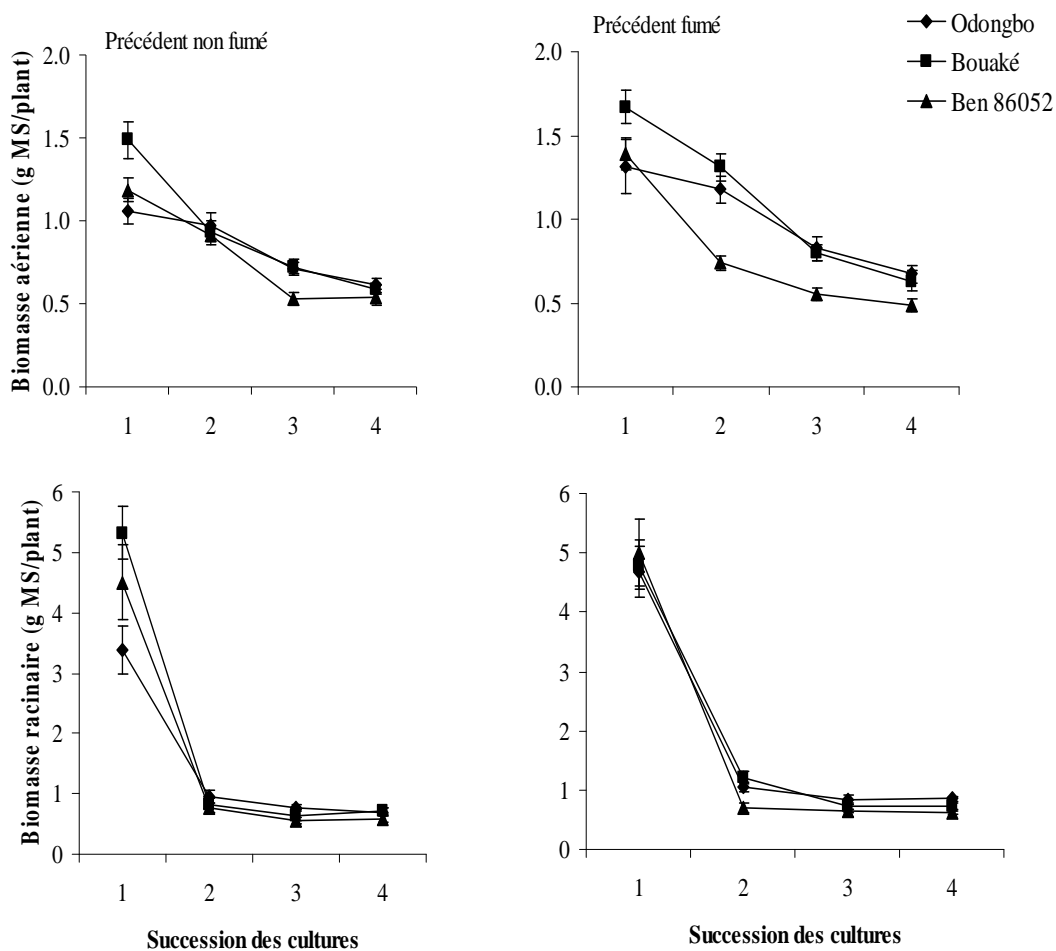 Précédent non fumé
Précédent fumé
Odongbo
Bouaké
Ben 86052
Biomasse aérienne (g MS/plant)
2.0
1.5
1.0
0.5
0.0
1 2 3 4
2.0
1.5
1.0
0.5
0.0
1 2 3 4
Biomasse racinaire (g MS/plant)
6
5
4
3
2
1
0
1 2 3 4
Succession des cultures
6
5
4
3
2
1
0
1 2 3 4
Succession des cultures